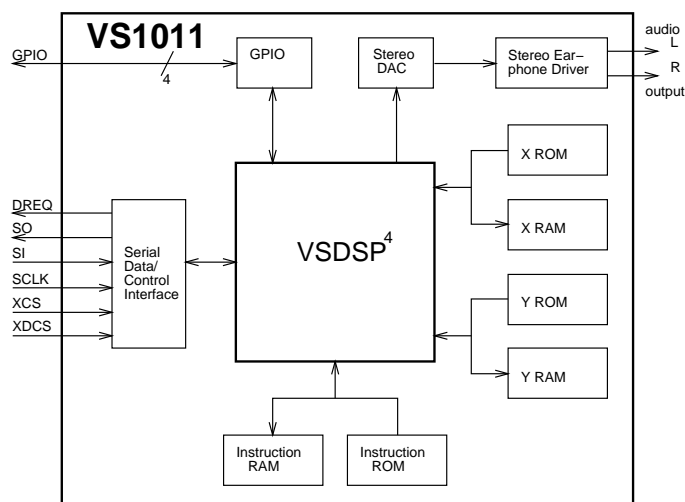 VS1011
GPIO
4
GPIO
Stereo
DAC
Stereo Ear–
phone Driver
audio
L
R
output
X ROM
X RAM
VSDSP4
DREQ
SO
SI
SCLK
XCS
XDCS
Serial
Data/
Control
Interface
Y ROM
Y RAM
Instruction
RAM
Instruction
ROM